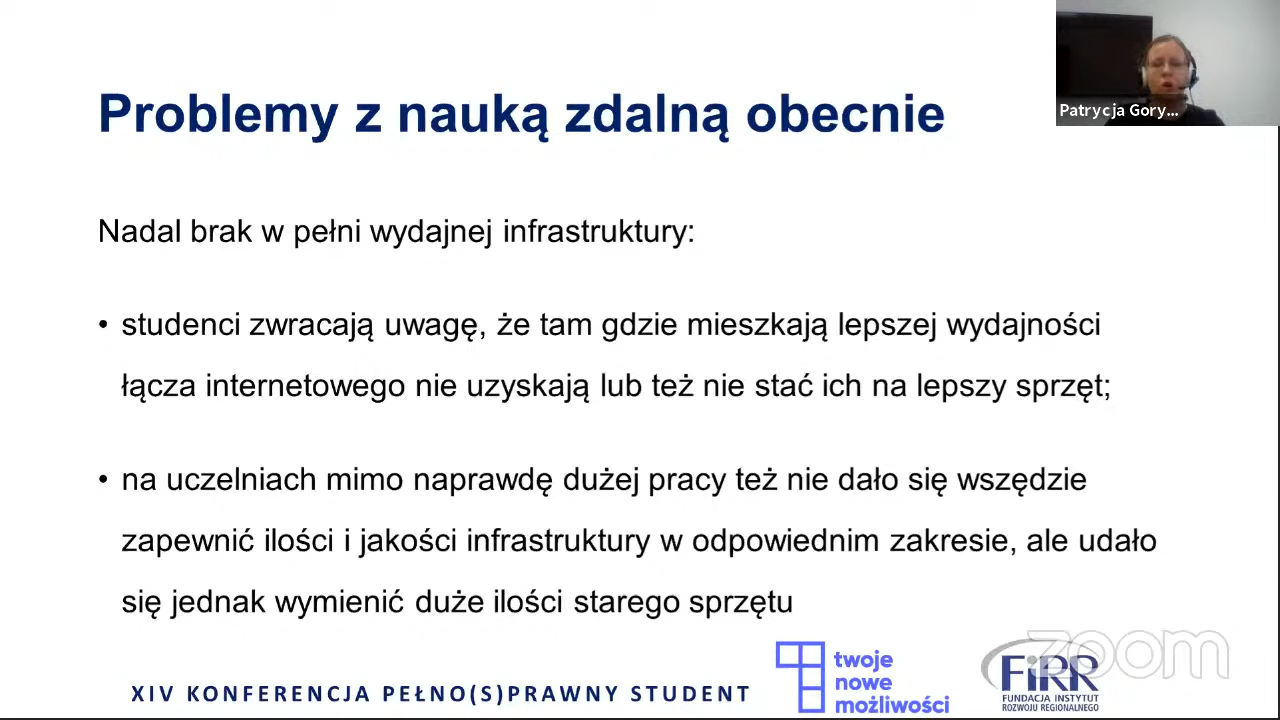 Problemy z nauką zdalną obecnie
Patrycja Gory...
Nadal brak w pełni wydajnej infrastruktury:
• studenci zwracają uwagę, że tam gdzie mieszkają lepszej wydajności
łącza internetowego nie uzyskają lub też nie stać ich na lepszy sprzęt;
• na uczelniach mimo naprawdę dużej pracy też nie dało się wszędzie
zapewnić ilości i jakości infrastruktury w odpowiednim zakresie, ale udało
się jednak wymienić duże ilości starego sprzętu
XIV KONFERENCJA PEŁNO(S)PRAWNY STUDENT
twoje
nowe
możliwości
FiRR
FUNDACJA INSTYTUT
ROZWOJU REGIONALNEGO
zoom